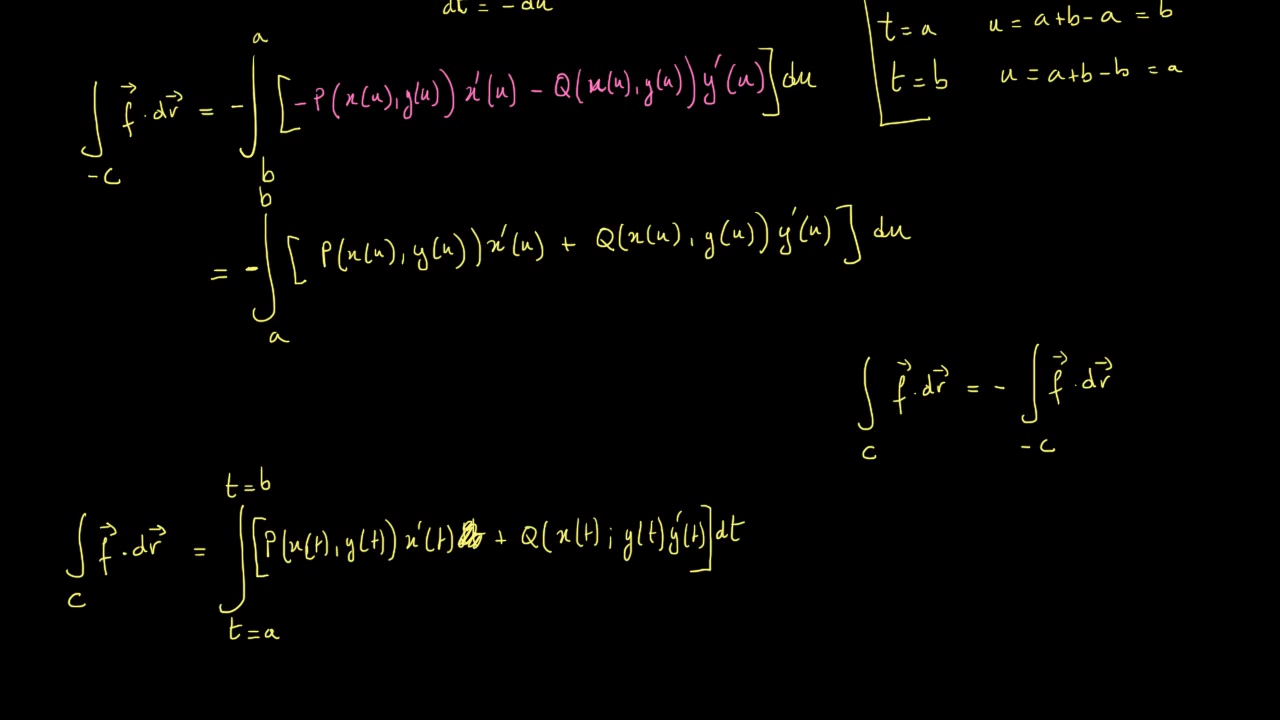 dt = - du
t = a u = a+b-a = b
t = b u = a+b-b = a
∫_{-C} f⃗ . dr⃗ = - ∫_b^a [-P(x(u), y(u)) x'(u) - Q(x(u), y(u)) y'(u)] du
= - ∫_a^b [P(x(u), y(u)) x'(u) + Q(x(u), y(u)) y'(u)] du
∫_C f⃗ . dr⃗ = - ∫_{-C} f⃗ . dr⃗
∫_C f⃗ . dr⃗ = ∫_{t=a}^{t=b} [P(x(t), y(t)) x'(t) + Q(x(t) ; y(t) y'(t)] dt